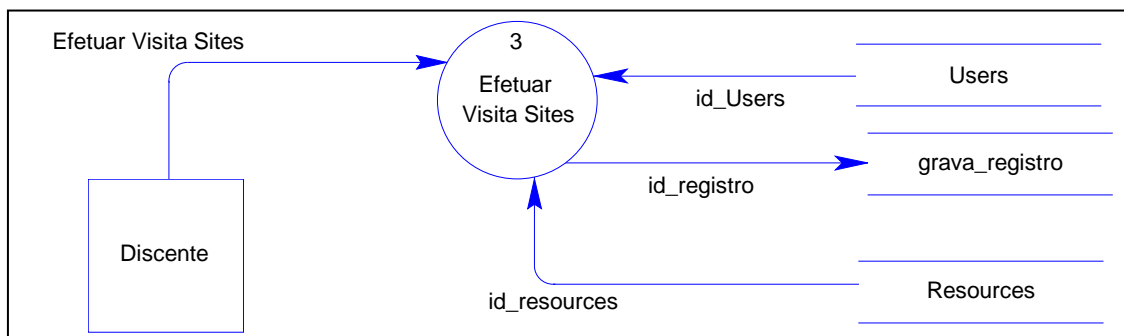 Efetuar Visita Sites
3
Efetuar
Visita Sites
Users
id_Users
grava_registro
id_registro
Discente
Resources
id_resources